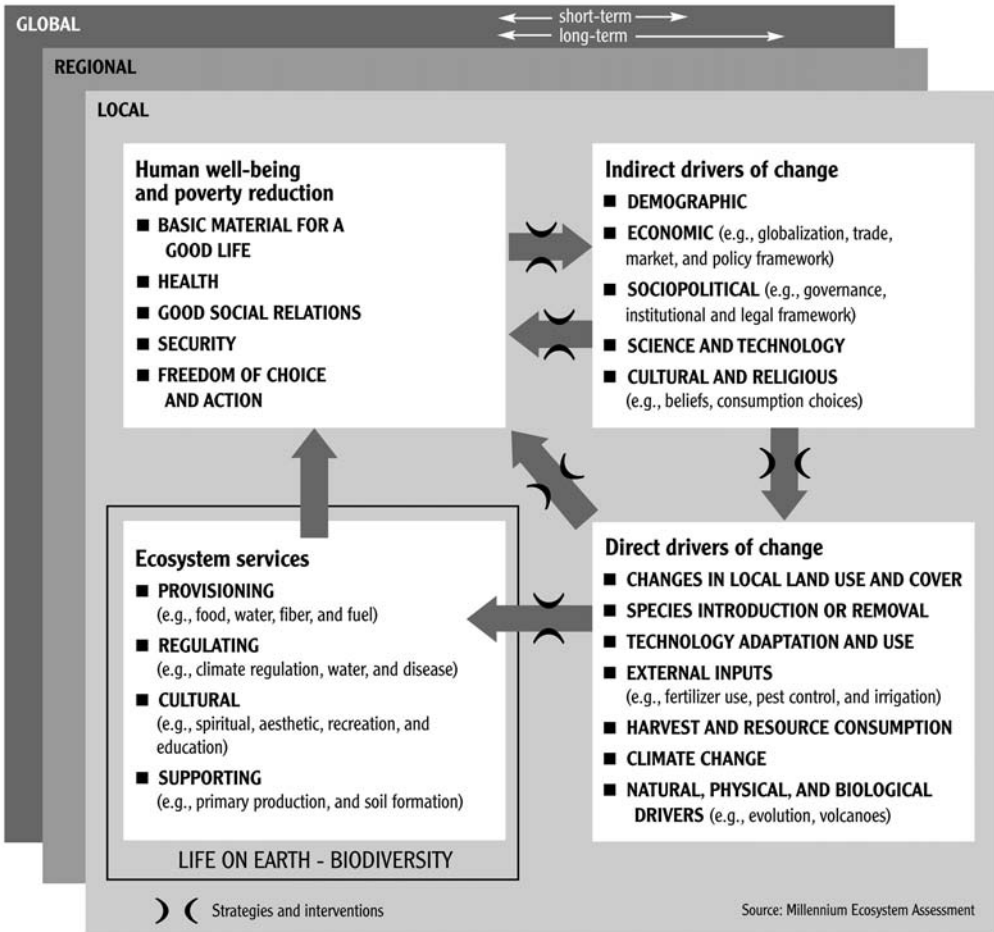 GLOBAL
short-term
long-term
REGIONAL
LOCAL
Human well-being
and poverty reduction
■ BASIC MATERIAL FOR A
GOOD LIFE
■ HEALTH
■ GOOD SOCIAL RELATIONS
■ SECURITY
■ FREEDOM OF CHOICE
AND ACTION
Indirect drivers of change
■ DEMOGRAPHIC
■ ECONOMIC (e.g., globalization, trade,
market, and policy framework)
■ SOCIOPOLITICAL (e.g., governance,
institutional and legal framework)
■ SCIENCE AND TECHNOLOGY
■ CULTURAL AND RELIGIOUS
(e.g., beliefs, consumption choices)
Ecosystem services
■ PROVISIONING
(e.g., food, water, fiber, and fuel)
■ REGULATING
(e.g., climate regulation, water, and disease)
■ CULTURAL
(e.g., spiritual, aesthetic, recreation, and
education)
■ SUPPORTING
(e.g., primary production, and soil formation)
LIFE ON EARTH - BIODIVERSITY
Direct drivers of change
■ CHANGES IN LOCAL LAND USE AND COVER
■ SPECIES INTRODUCTION OR REMOVAL
■ TECHNOLOGY ADAPTATION AND USE
■ EXTERNAL INPUTS
(e.g., fertilizer use, pest control, and irrigation)
■ HARVEST AND RESOURCE CONSUMPTION
■ CLIMATE CHANGE
■ NATURAL, PHYSICAL, AND BIOLOGICAL
DRIVERS (e.g., evolution, volcanoes)
Strategies and interventions
Source: Millennium Ecosystem Assessment